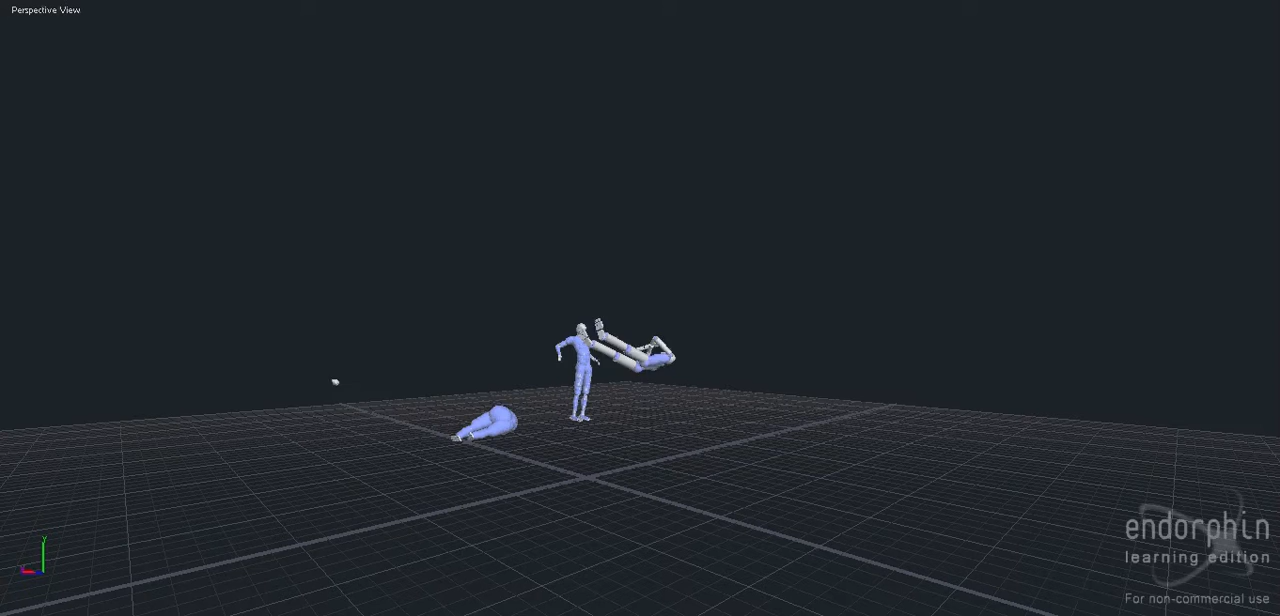 Perspective View
Y
endorphin
learning edition
For non-commercial use